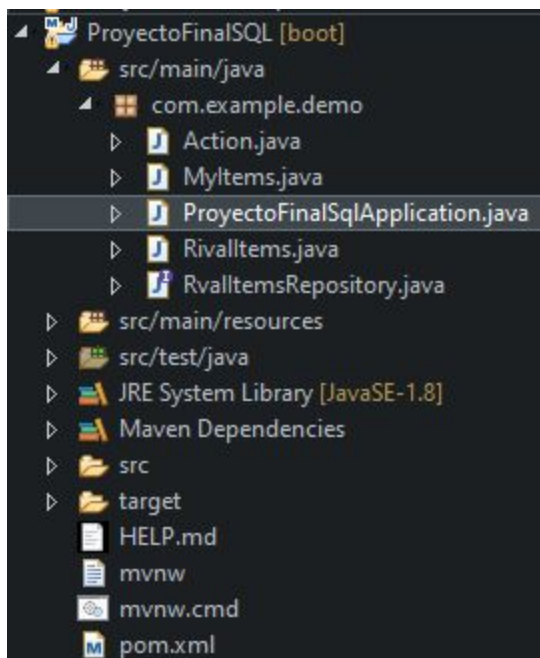 ProyectoFinalSQL [boot]
src/main/java
com.example.demo
Action.java
MyItems.java
ProyectoFinalSqlApplication.java
RivalItems.java
RvalItemsRepository.java
src/main/resources
src/test/java
JRE System Library [JavaSE-1.8]
Maven Dependencies
src
target
HELP.md
mvnw
mvnw.cmd
pom.xml